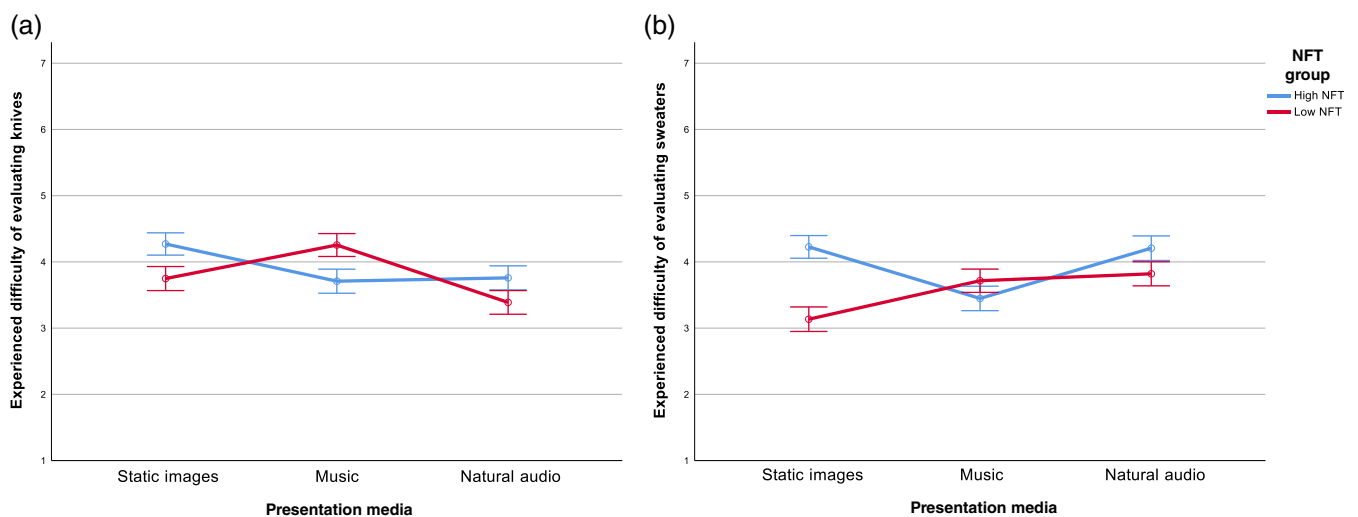 (a)
Experienced difficulty of evaluating knives
7
6
5
4
3
2
1
Static images
Music
Natural audio
Presentation media
(b)
Experienced difficulty of evaluating sweaters
7
6
5
4
3
2
1
Static images
Music
Natural audio
Presentation media
NFT
group
High NFT
Low NFT